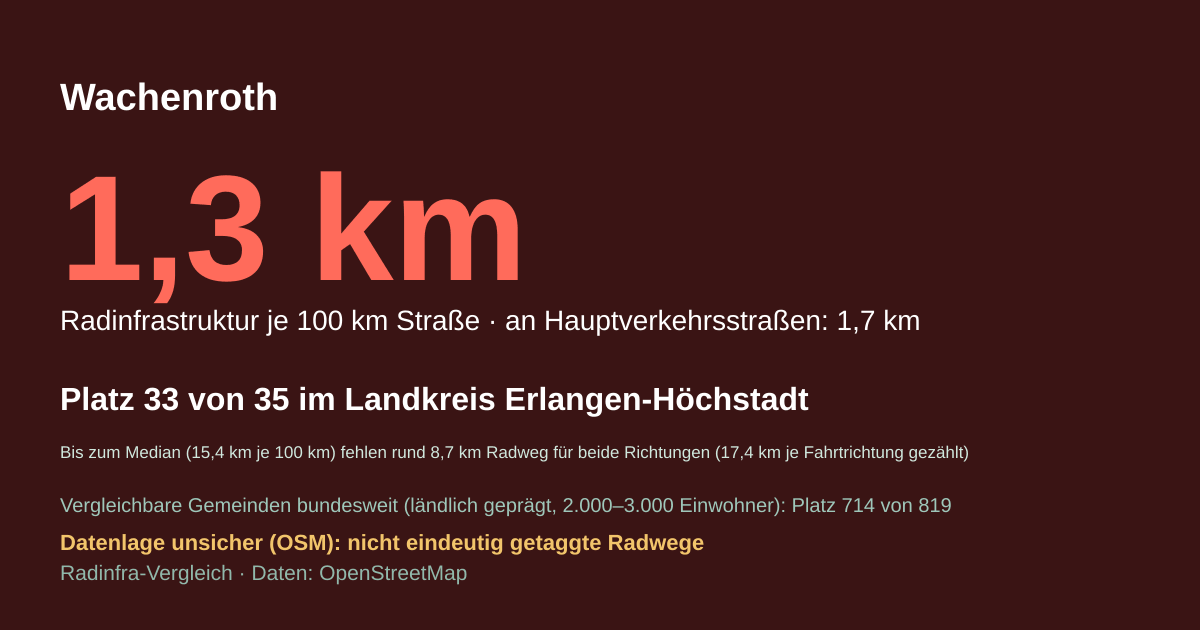 Wachenroth
1,3 km
Radinfrastruktur je 100 km Straße · an Hauptverkehrsstraßen: 1,7 km
Platz 33 von 35 im Landkreis Erlangen-Höchstadt
Bis zum Median (15,4 km je 100 km) fehlen rund 8,7 km Radweg für beide Richtungen (17,4 km je Fahrtrichtung gezählt)
Vergleichbare Gemeinden bundesweit (ländlich geprägt, 2.000–3.000 Einwohner): Platz 714 von 819
Datenlage unsicher (OSM): nicht eindeutig getaggte Radwege
Radinfra-Vergleich · Daten: OpenStreetMap